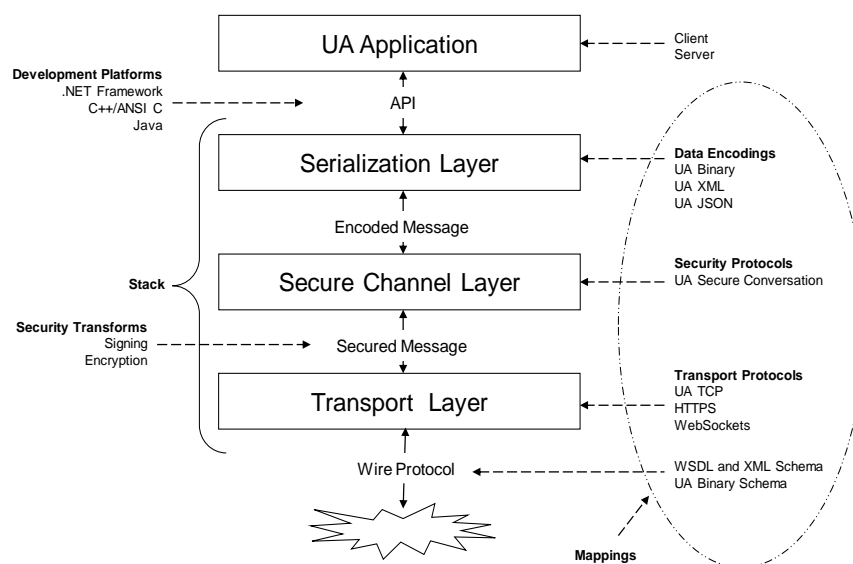 UA Application
Client
Server
Development Platforms
.NET Framework
C++/ANSI C
Java
API
Serialization Layer
Data Encodings
UA Binary
UA XML
UA JSON
Encoded Message
Stack
Secure Channel Layer
Security Protocols
UA Secure Conversation
Security Transforms
Signing
Encryption
Secured Message
Transport Layer
Transport Protocols
UA TCP
HTTPS
WebSockets
Wire Protocol
WSDL and XML Schema
UA Binary Schema
Mappings